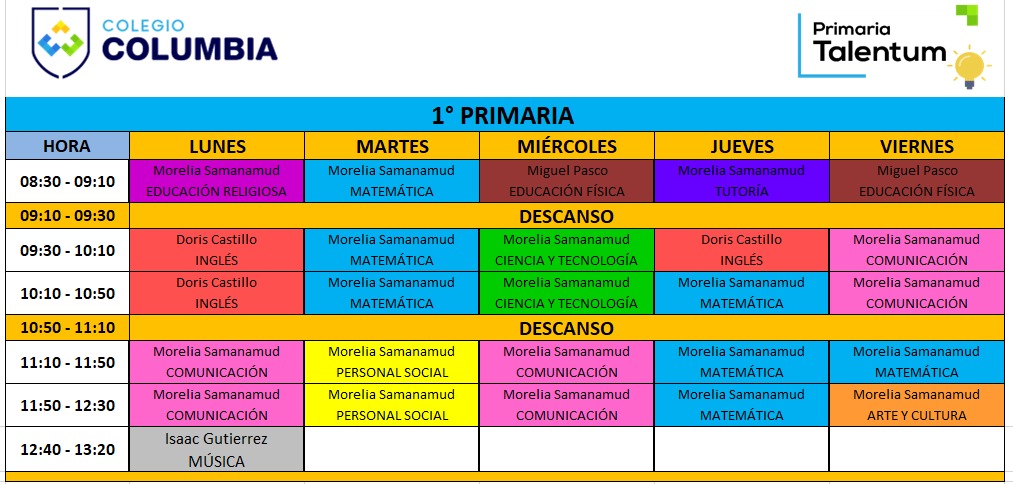 COLEGIO
COLUMBIA
Primaria
Talentum
1° PRIMARIA
HORA LUNES MARTES MIÉRCOLES JUEVES VIERNES
08:30 - 09:10
Morelia Samanamud Morelia Samanamud Miguel Pasco Morelia Samanamud Miguel Pasco
EDUCACIÓN RELIGIOSA MATEMÁTICA EDUCACIÓN FÍSICA TUTORÍA EDUCACIÓN FÍSICA
09:10 - 09:30 DESCANSO
09:30 - 10:10
Doris Castillo Morelia Samanamud Morelia Samanamud Doris Castillo Morelia Samanamud
INGLÉS MATEMÁTICA CIENCIA Y TECNOLOGÍA INGLÉS COMUNICACIÓN
10:10 - 10:50
Doris Castillo Morelia Samanamud Morelia Samanamud Morelia Samanamud Morelia Samanamud
INGLÉS MATEMÁTICA CIENCIA Y TECNOLOGÍA MATEMÁTICA COMUNICACIÓN
10:50 - 11:10 DESCANSO
11:10 - 11:50
Morelia Samanamud Morelia Samanamud Morelia Samanamud Morelia Samanamud Morelia Samanamud
COMUNICACIÓN PERSONAL SOCIAL COMUNICACIÓN MATEMÁTICA MATEMÁTICA
11:50 - 12:30
Morelia Samanamud Morelia Samanamud Morelia Samanamud Morelia Samanamud Morelia Samanamud
COMUNICACIÓN PERSONAL SOCIAL COMUNICACIÓN MATEMÁTICA ARTE Y CULTURA
12:40 - 13:20
Isaac Gutierrez
MÚSICA